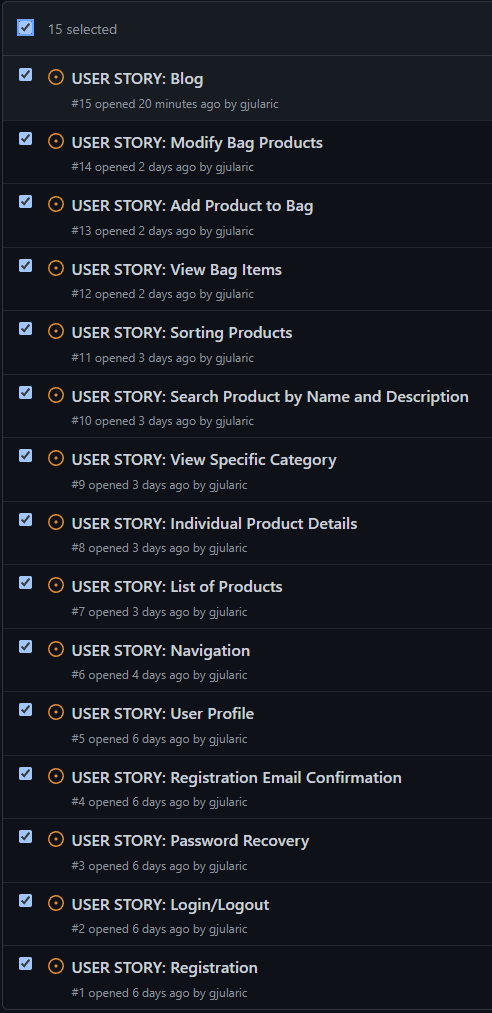 15 selected
USER STORY: Blog
#15 opened 20 minutes ago by gjularic
USER STORY: Modify Bag Products
#14 opened 2 days ago by gjularic
USER STORY: Add Product to Bag
#13 opened 2 days ago by gjularic
USER STORY: View Bag Items
#12 opened 2 days ago by gjularic
USER STORY: Sorting Products
#11 opened 3 days ago by gjularic
USER STORY: Search Product by Name and Description
#10 opened 3 days ago by gjularic
USER STORY: View Specific Category
#9 opened 3 days ago by gjularic
USER STORY: Individual Product Details
#8 opened 3 days ago by gjularic
USER STORY: List of Products
#7 opened 3 days ago by gjularic
USER STORY: Navigation
#6 opened 4 days ago by gjularic
USER STORY: User Profile
#5 opened 6 days ago by gjularic
USER STORY: Registration Email Confirmation
#4 opened 6 days ago by gjularic
USER STORY: Password Recovery
#3 opened 6 days ago by gjularic
USER STORY: Login/Logout
#2 opened 6 days ago by gjularic
USER STORY: Registration
#1 opened 6 days ago by gjularic